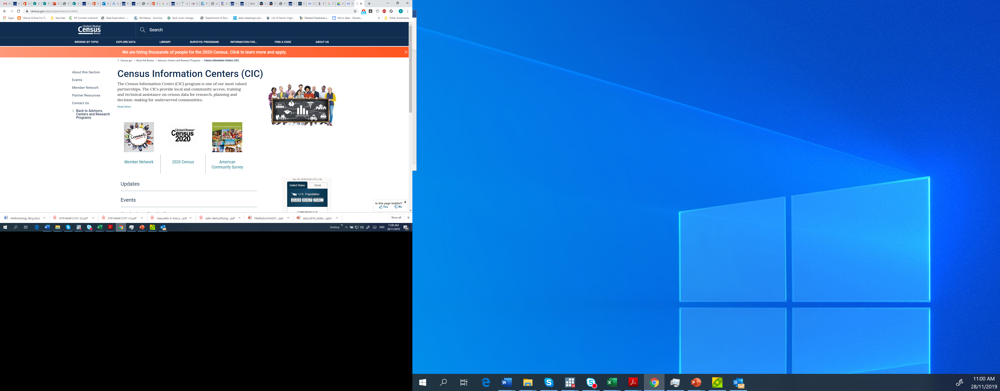 census.gov/about/partners/cic.html
Apps
Movie Online For F...
favorites
RE Connect oneCard
Data Exploration -...
Worldpop - Summa...
land cover change...
Department of Edu...
ebeis.deped.gov.ph...
List of Senior High...
Related Databases |...
Micro data - Develo...
»
Other bookmarks
United States
Census
Bureau
Search
BROWSE BY TOPIC
EXPLORE DATA
LIBRARY
SURVEYS/ PROGRAMS
INFORMATION FOR...
FIND A CODE
ABOUT US
We are hiring thousands of people for the 2020 Census. Click to learn more and apply.
// Census.gov > About the Bureau > Advisors, Centers and Research Programs > Census Information Centers (CIC)
About this Section
Events
Member Network
Partner Resources
Contact Us
Back to Advisors,
Centers and Research
Programs
Census Information Centers (CIC)
The Census Information Center (CIC) program is one of our most valued
partnerships. The CICs provide local and community access, training
and technical assistance on census data for research, planning and
decision-making for underserved communities.
Read More
Community
United States®
Census
2020
American Community Survey
Member Network
2020 Census
American
Community Survey
Updates
Events
Nov 28, 2019 03:00 UTC (+-8)
United States
World
U.S. Population
Is this page helpful?
X
Yes
No
COMPONENTS OF
Methodology Blog.docx
9781464812101 (2).pdf
9781464812101 (1).pdf
Inequality in Asia a....pdf
adbi-demystifying....pdf
PikettyEcoHist201....ppt
adou2019_slides....pptx
Show all
Desktop
»
ENG
11:00 AM
28/11/2019
44
15
11:00 AM
28/11/2019